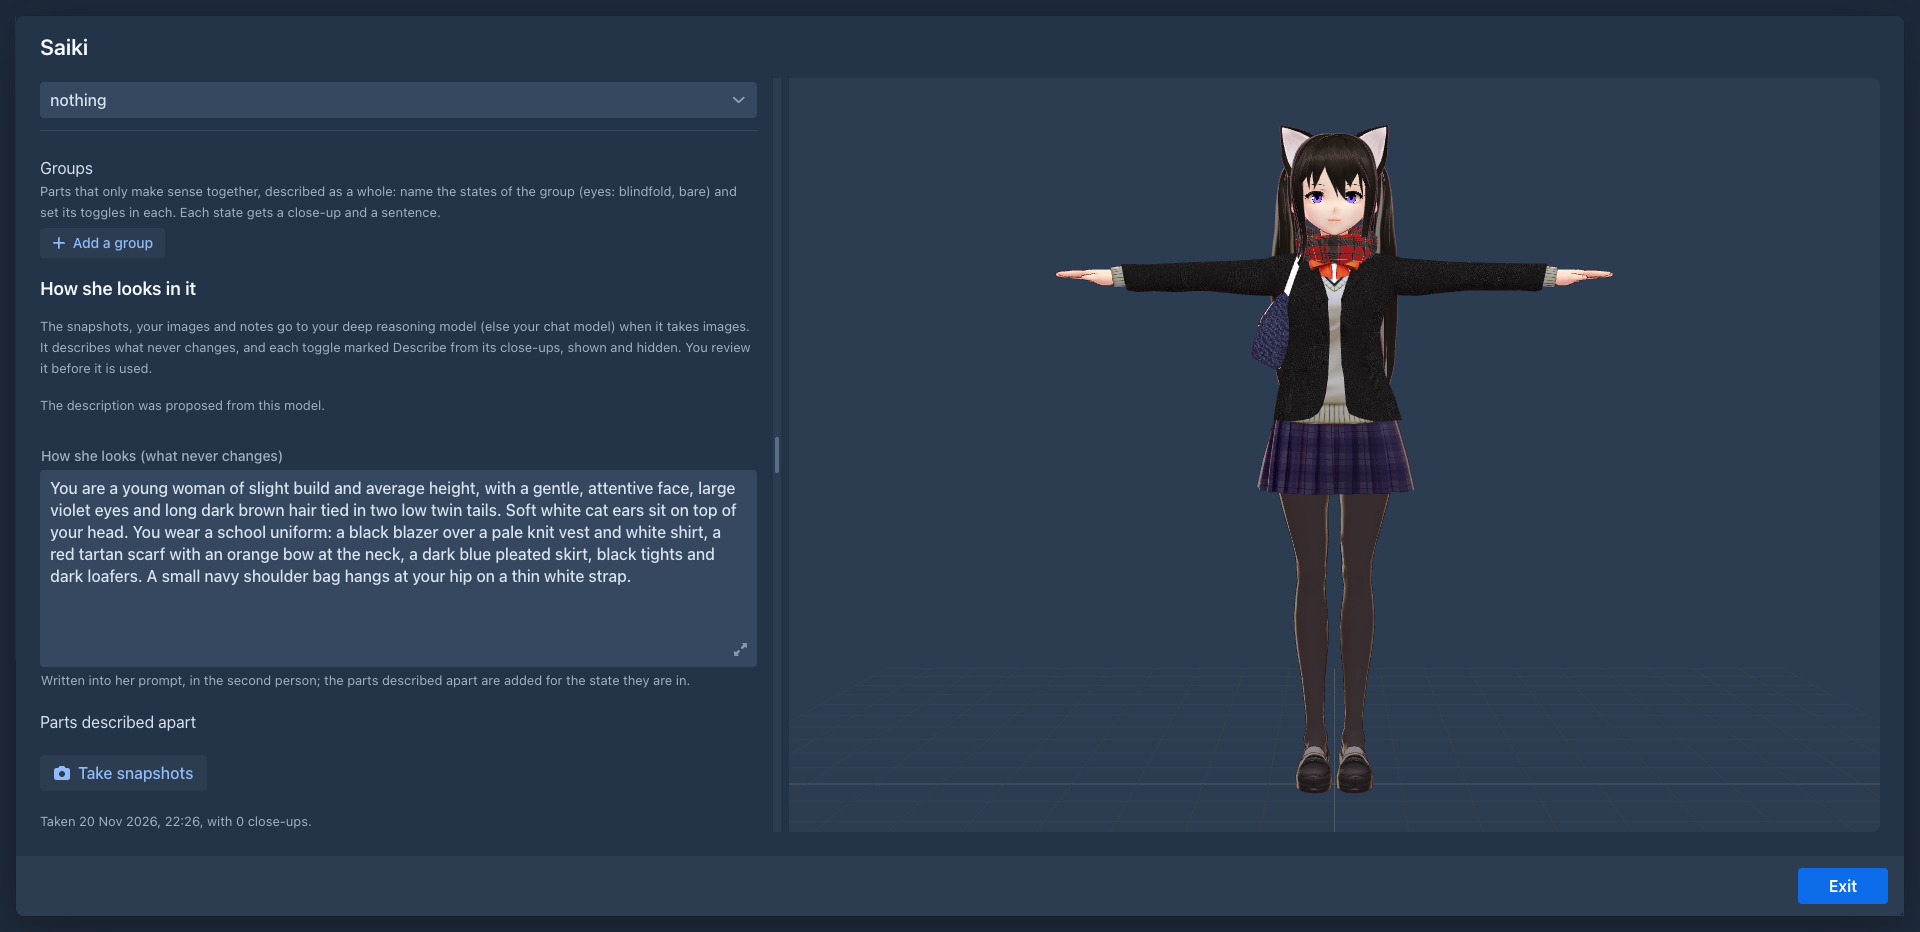 Saiki
nothing
Groups
Parts that only make sense together, described as a whole: name the states of the group (eyes: blindfold, bare) and
set its toggles in each. Each state gets a close-up and a sentence.
Add a group
How she looks in it
The snapshots, your images and notes go to your deep reasoning model (else your chat model) when it takes images.
It describes what never changes, and each toggle marked Describe from its close-ups, shown and hidden. You review
it before it is used.
The description was proposed from this model.
How she looks (what never changes)
You are a young woman of slight build and average height, with a gentle, attentive face, large
violet eyes and long dark brown hair tied in two low twin tails. Soft white cat ears sit on top of
your head. You wear a school uniform: a black blazer over a pale knit vest and white shirt, a
red tartan scarf with an orange bow at the neck, a dark blue pleated skirt, black tights and
dark loafers. A small navy shoulder bag hangs at your hip on a thin white strap.
Written into her prompt, in the second person; the parts described apart are added for the state they are in.
Parts described apart
Take snapshots
Taken 20 Nov 2026, 22:26, with 0 close-ups.
Exit